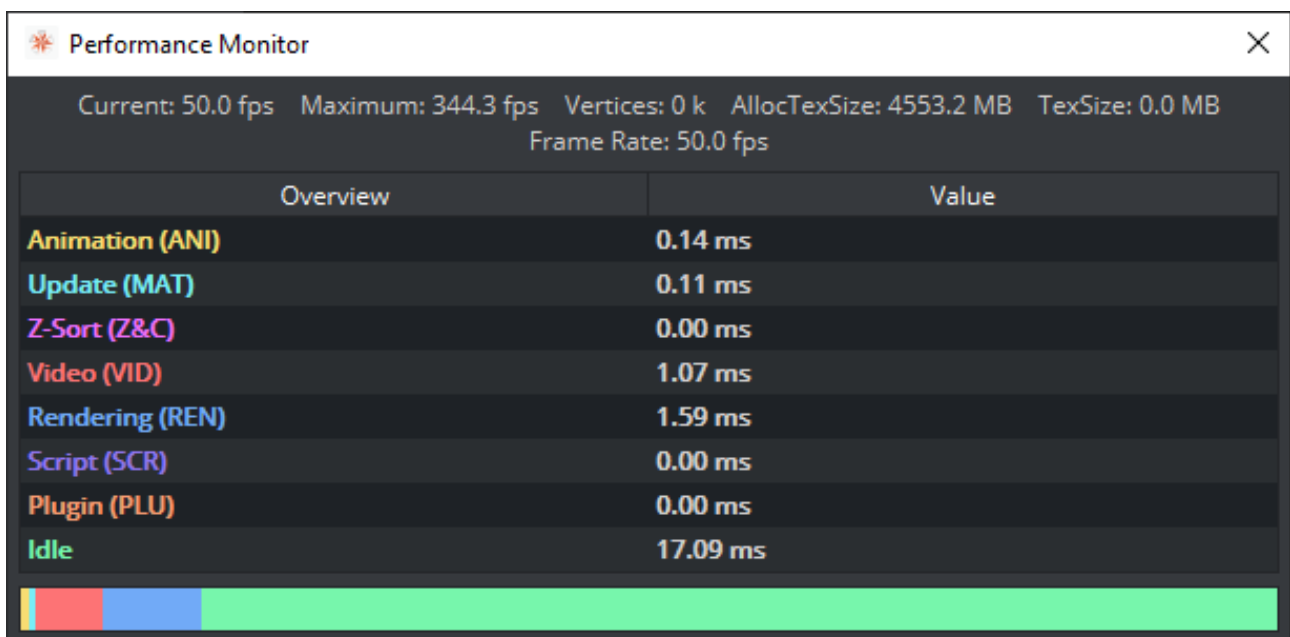 Performance Monitor
Current: 50.0 fps Maximum: 344.3 fps Vertices: 0 k AllocTexSize: 4553.2 MB TexSize: 0.0 MB
Frame Rate: 50.0 fps
Overview Value
Animation (ANI) 0.14 ms
Update (MAT) 0.11 ms
Z-Sort (Z&C) 0.00 ms
Video (VID) 1.07 ms
Rendering (REN) 1.59 ms
Script (SCR) 0.00 ms
Plugin (PLU) 0.00 ms
Idle 17.09 ms